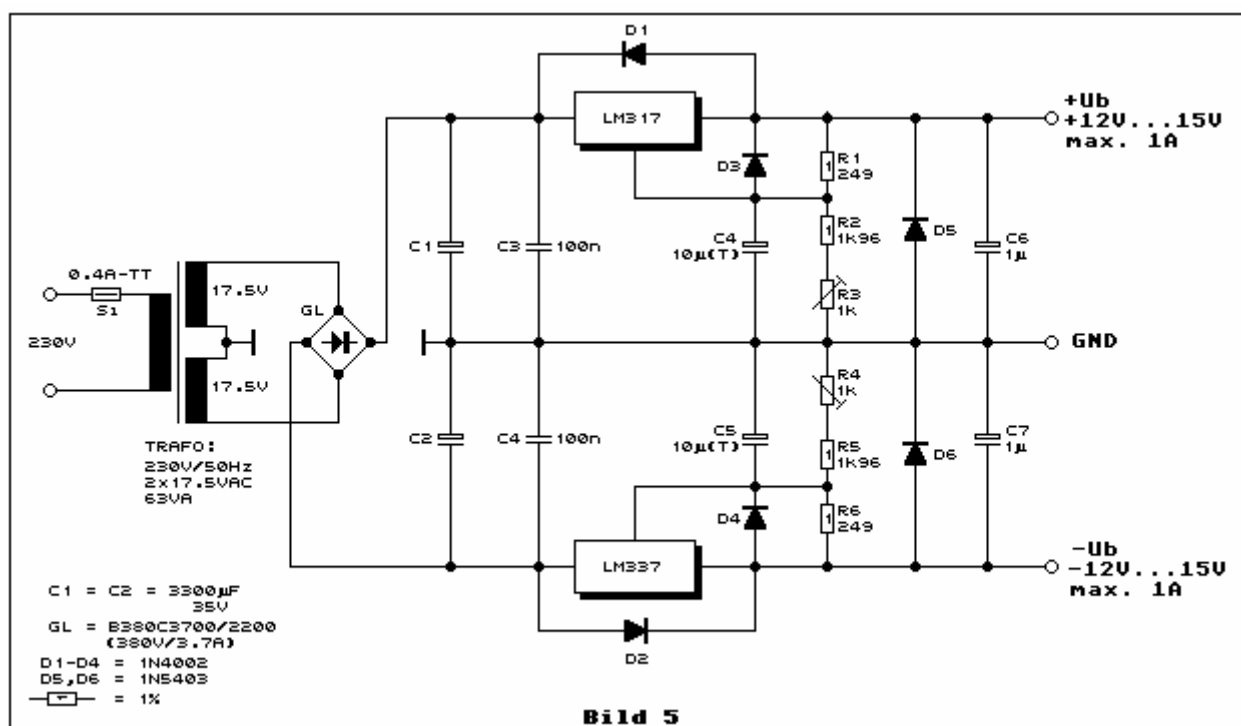 D1
LM317
+Ub
+12V...15V
max. 1A
D3
R1
249
C1
C3
100n
C4
10µ(T)
R2
1K96
D5
C6
1µ
0.4A-TT
S1
17.5V
GL
R3
1k
230V
GND
17.5V
R4
1k
C2
C4
100n
C5
10µ(T)
R5
1K96
D6
C7
1µ
TRAFO:
230V/50Hz
2x17.5VAC
63VA
D4
R6
249
LM337
-Ub
-12V...15V
max. 1A
C1 = C2 = 3300µF
35V
GL = B380C3700/2200
(380V/3.7A)
D1-D4 = 1N4002
D5,D6 = 1N5403
1 = 1%
D2
Bild 5